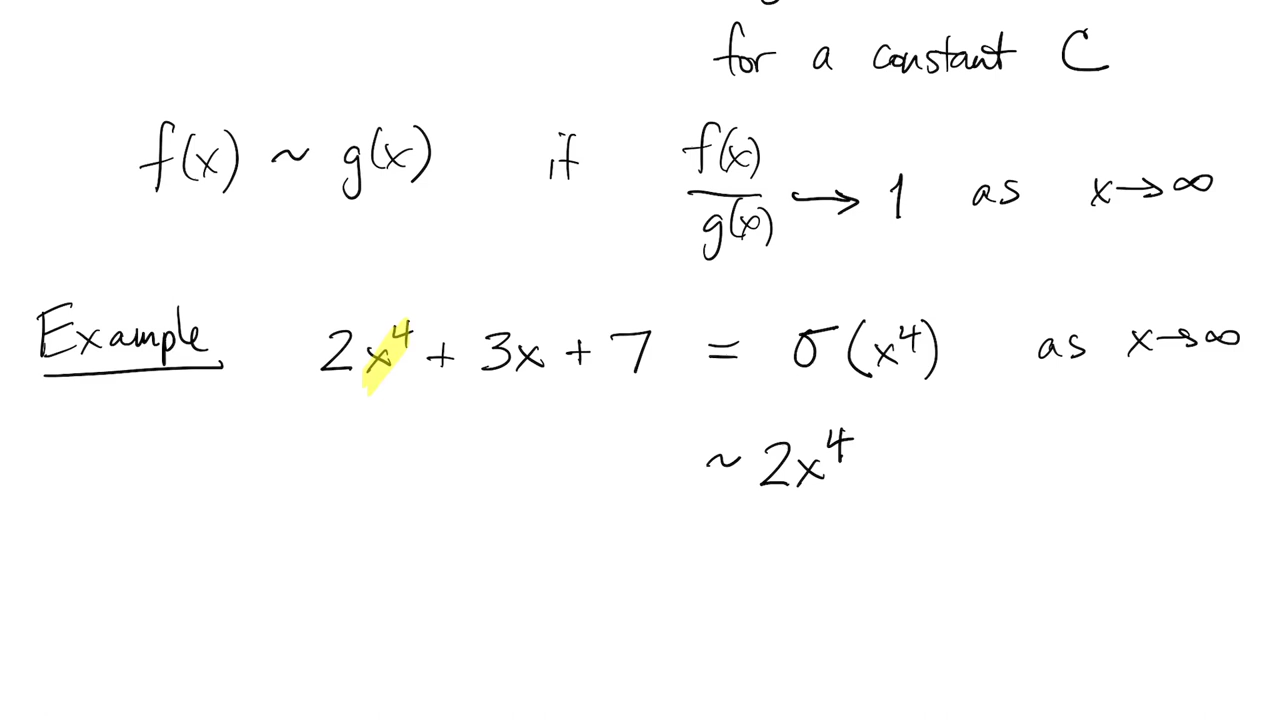 for a constant C
f(x) ~ g(x) if f(x)/g(x) → 1 as x→∞
Example 2x⁴ + 3x + 7 = σ(x⁴) as x→∞
~ 2x⁴